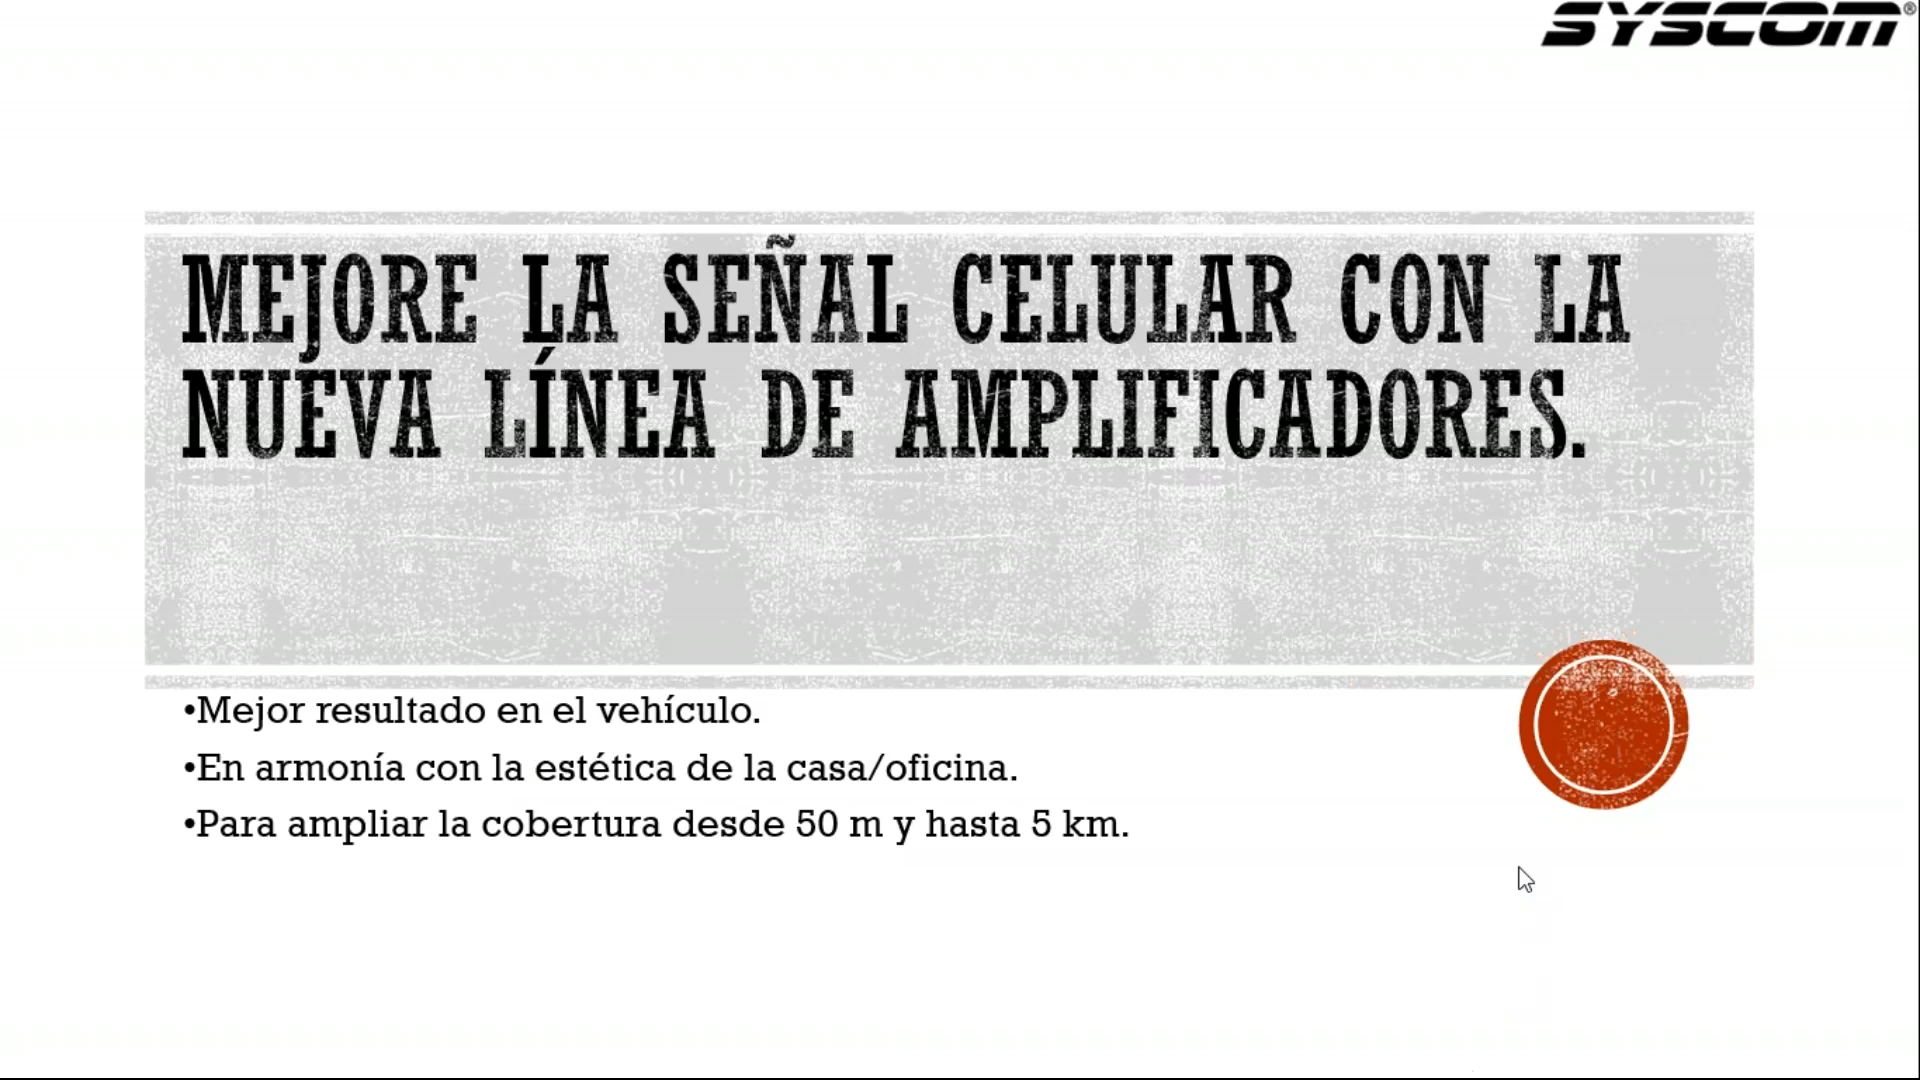 SYSCOM®
MEJORE LA SEÑAL CELULAR CON LA
NUEVA LÍNEA DE AMPLIFICADORES.
•Mejor resultado en el vehículo.
•En armonía con la estética de la casa/oficina.
•Para ampliar la cobertura desde 50 m y hasta 5 km.